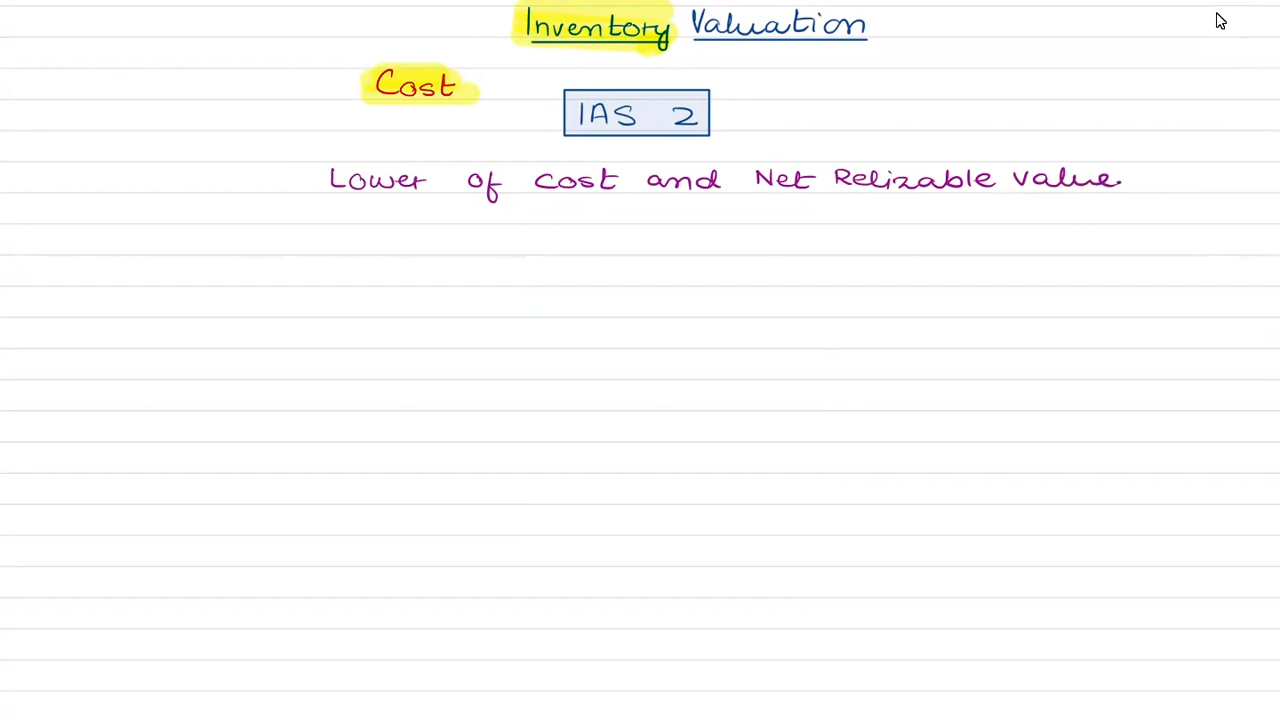 Inventory Valuation
Cost
IAS 2
Lower of cost and Net Relizable value.